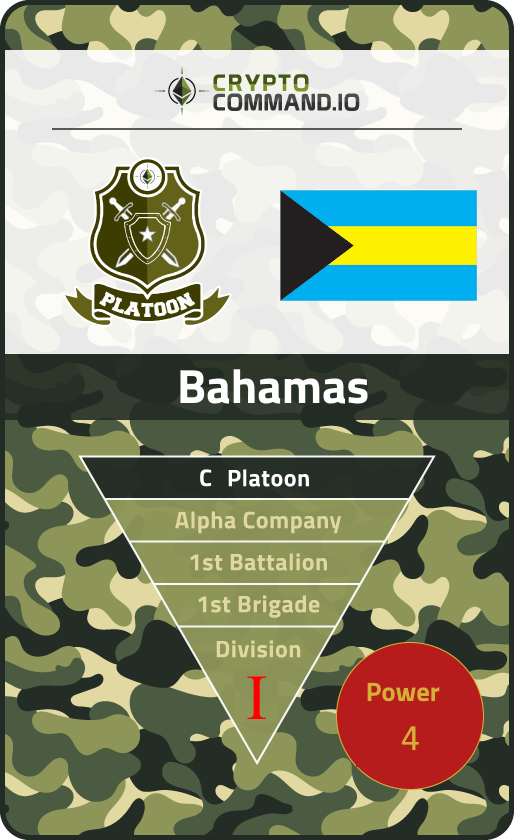 CRYPTO
COMMAND.IO
PLATOON
Bahamas
C Platoon
Alpha Company
1st Battalion
1st Brigade
Division
I
Power
4